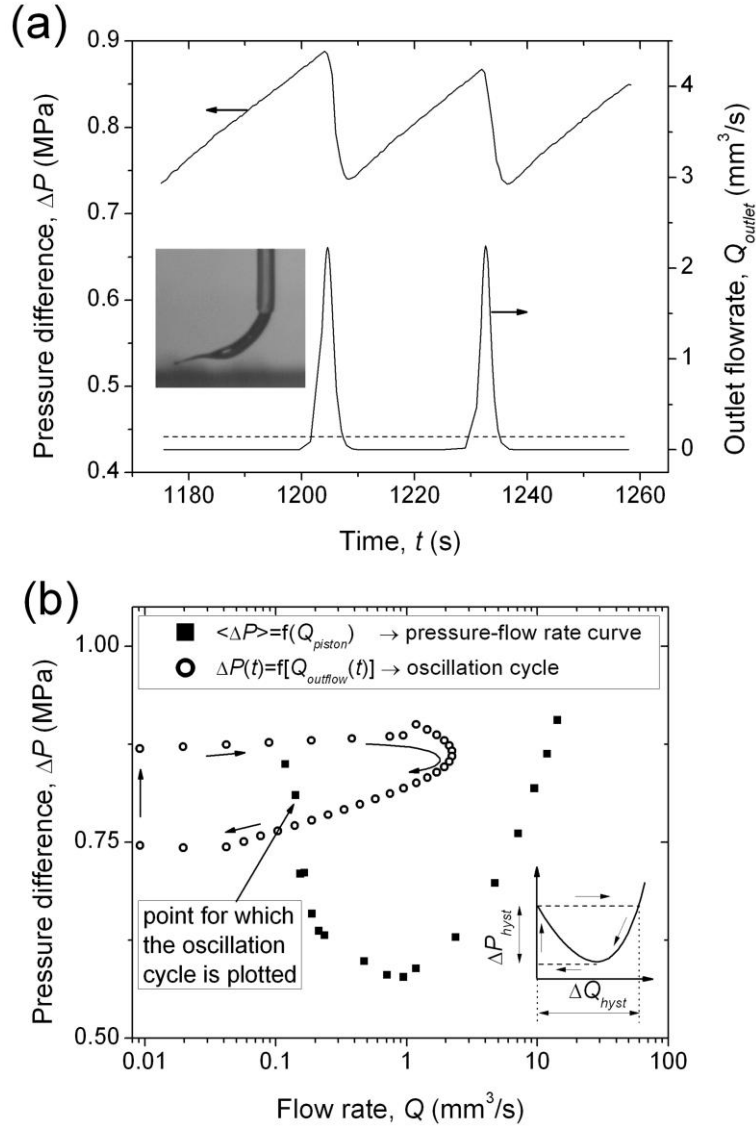 (a)
0.9
0.8
0.7
0.6
0.5
0.4
Pressure difference, ΔP (MPa)
4
3
2
1
0
Outlet flowrate, Q_outlet (mm³/s)
1180 1200 1220 1240 1260
Time, t (s)
(b)
1.00
0.75
0.50
Pressure difference, ΔP (MPa)
<ΔP>=f(Q_piston) → pressure-flow rate curve
ΔP(t)=f[Q_outflow(t)] → oscillation cycle
point for which
the oscillation
cycle is plotted
ΔP_hyst
ΔQ_hyst
0.01 0.1 1 10 100
Flow rate, Q (mm³/s)